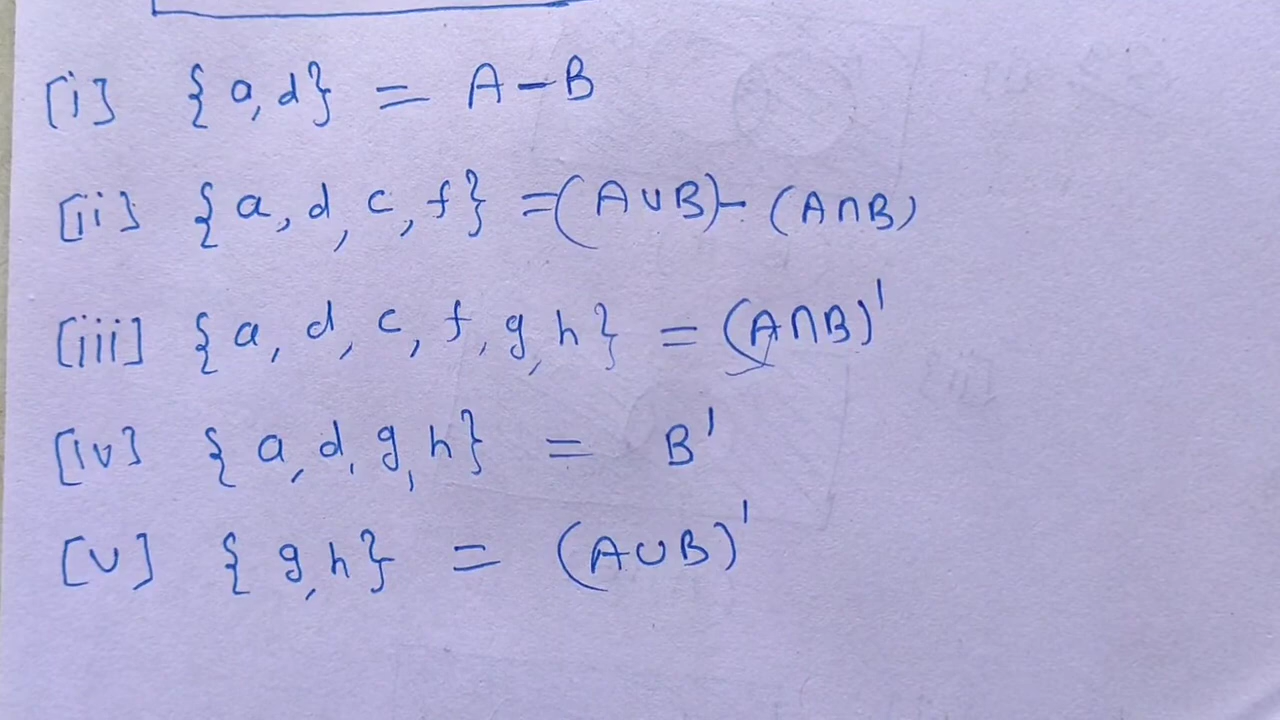 [i] {a, d} = A - B
[ii] {a, d, c, f} = (A∪B) - (A∩B)
[iii] {a, d, c, f, g, h} = (A∩B)'
[iv] {a, d, g, h} = B'
[v] {g, h} = (A∪B)'